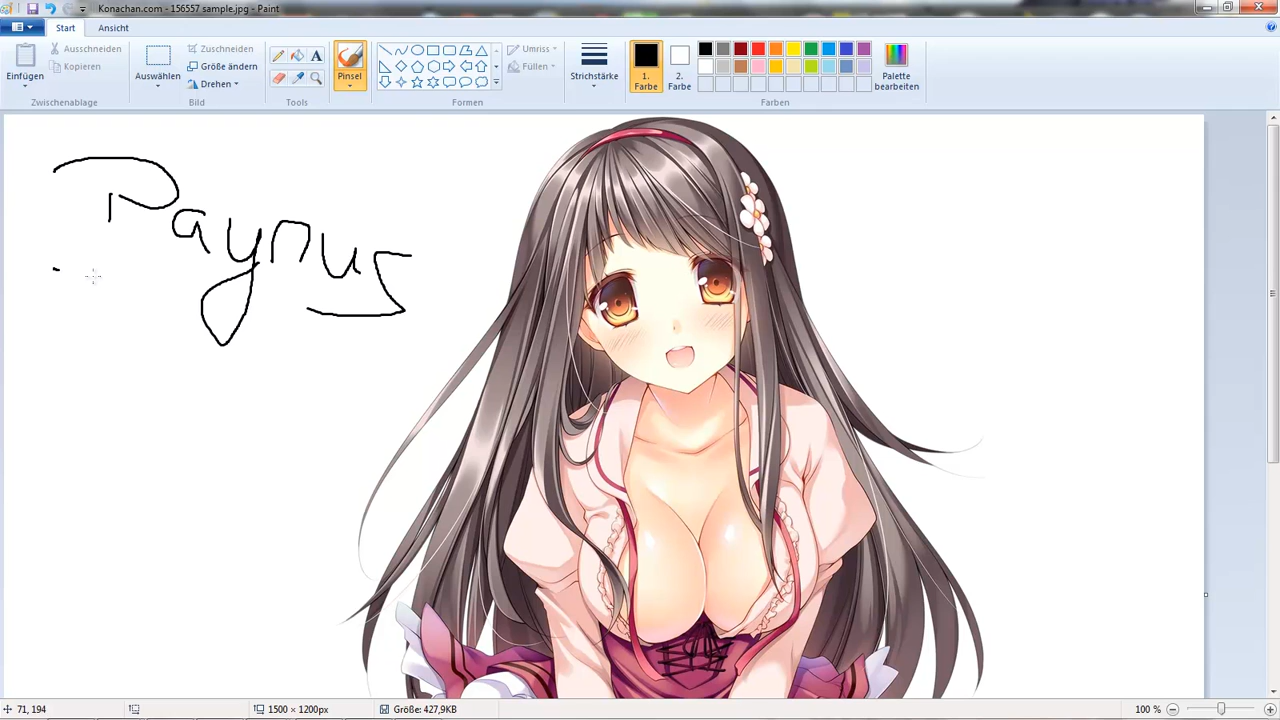 Konachan.com - 156557 sample.jpg - Paint
Start Ansicht
Einfügen
Ausschneiden
Kopieren
Zwischenablage
Auswählen
Zuschneiden
Größe ändern
Drehen
Bild
A
Tools
Pinsel
Umriss
Füllen
Formen
Strichstärke
1. Farbe
2. Farbe
Palette bearbeiten
Farben
Raynus
71, 194
1500 × 1200px
Größe: 427,9KB
100 %